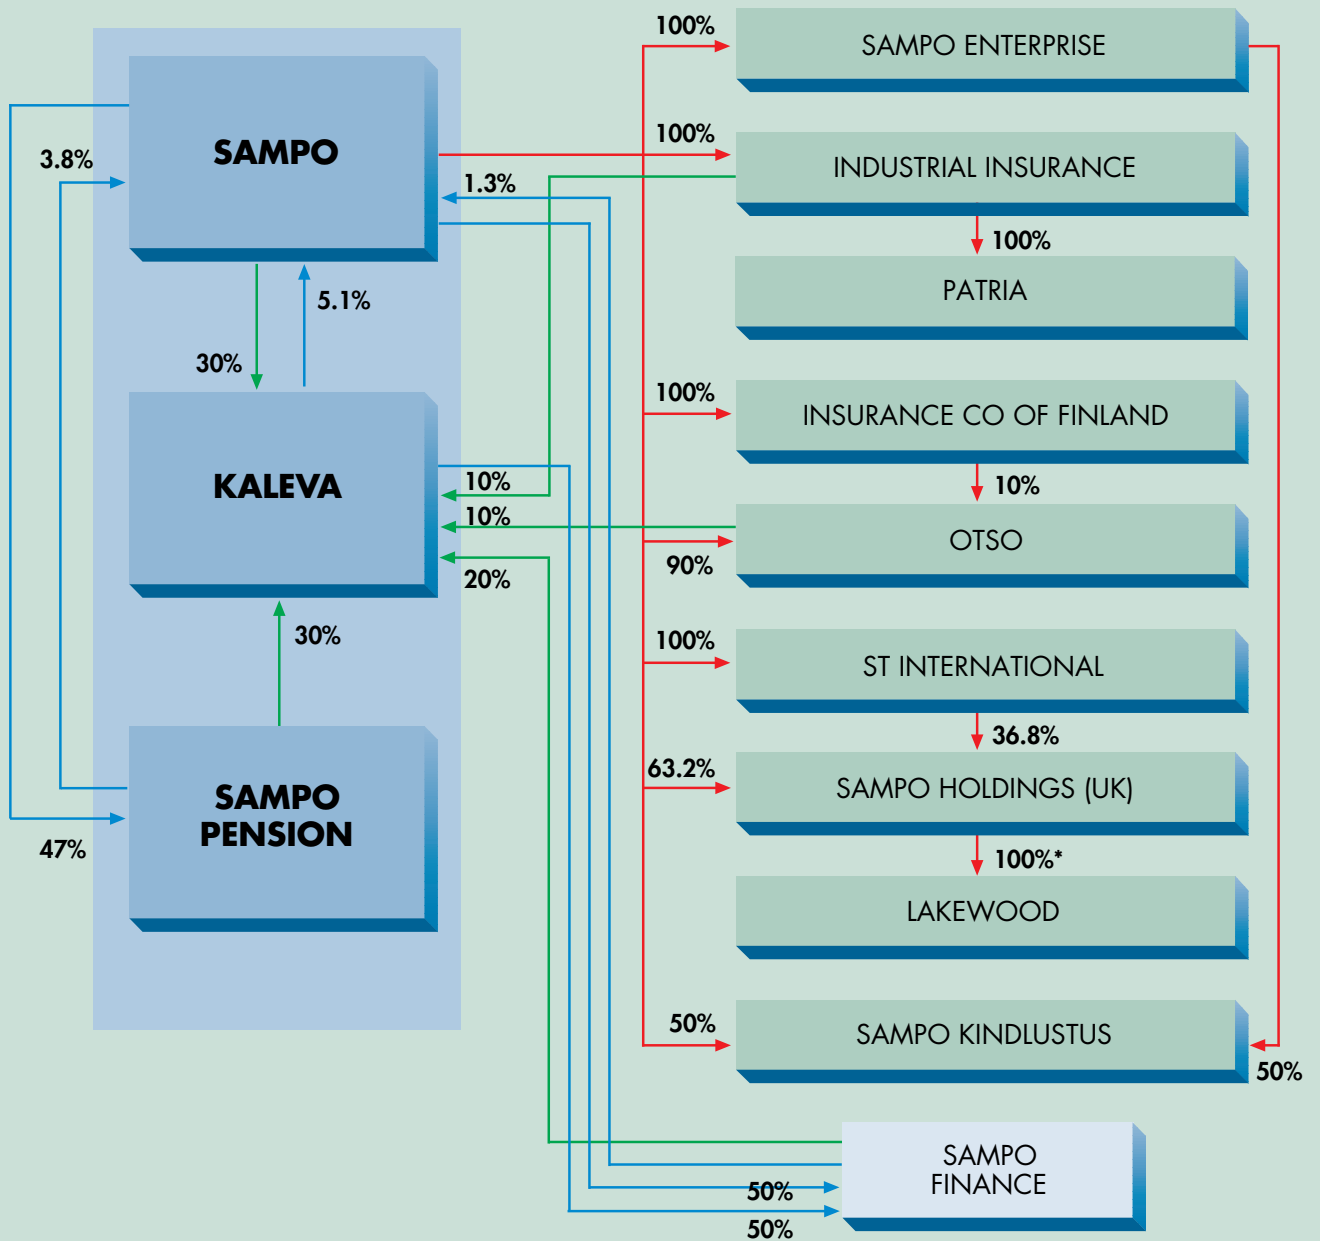 100%
SAMPO ENTERPRISE
SAMPO
3.8%
100%
INDUSTRIAL INSURANCE
1.3%
100%
PATRIA
5.1%
30%
100%
INSURANCE CO OF FINLAND
KALEVA
10%
10%
10%
OTSO
90%
20%
30%
100%
ST INTERNATIONAL
36.8%
63.2%
SAMPO HOLDINGS (UK)
SAMPO
PENSION
47%
100%*
LAKEWOOD
50%
SAMPO KINDLUSTUS
50%
SAMPO
FINANCE
50%
50%